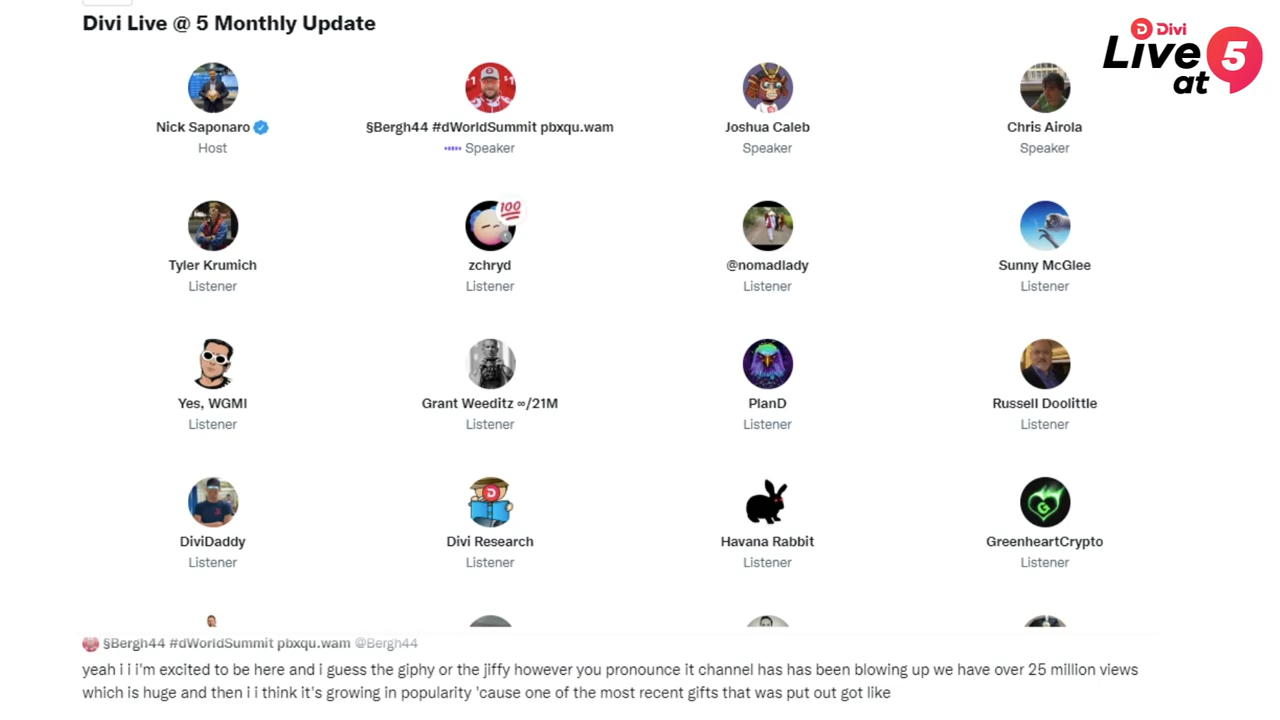 Divi Live @ 5 Monthly Update
Divi
Live
at
5
Nick Saponaro
§Bergh44 #dWorldSummit pbxqu.wam
Joshua Caleb
Chris Airola
Host
Speaker
Speaker
Speaker
100
Tyler Krumich
zchryd
@nomadlady
Sunny McGlee
Listener
Listener
Listener
Listener
Yes, WGMI
Grant Weeditz ∞/21M
PlanD
Russell Doolittle
Listener
Listener
Listener
Listener
DiviDaddy
Divi Research
Havana Rabbit
GreenheartCrypto
Listener
Listener
Listener
Listener
§Bergh44 #dWorldSummit pbxqu.wam @Bergh44
yeah i i i'm excited to be here and i guess the giphy or the jiffy however you pronounce it channel has has been blowing up we have over 25 million views
which is huge and then i i think it's growing in popularity 'cause one of the most recent gifts that was put out got like